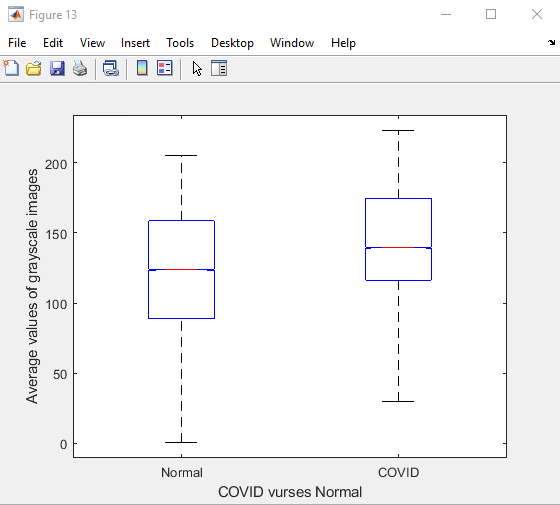 Figure 13
File Edit View Insert Tools Desktop Window Help
Average values of grayscale images
200
150
100
50
0
Normal COVID
COVID vurses Normal